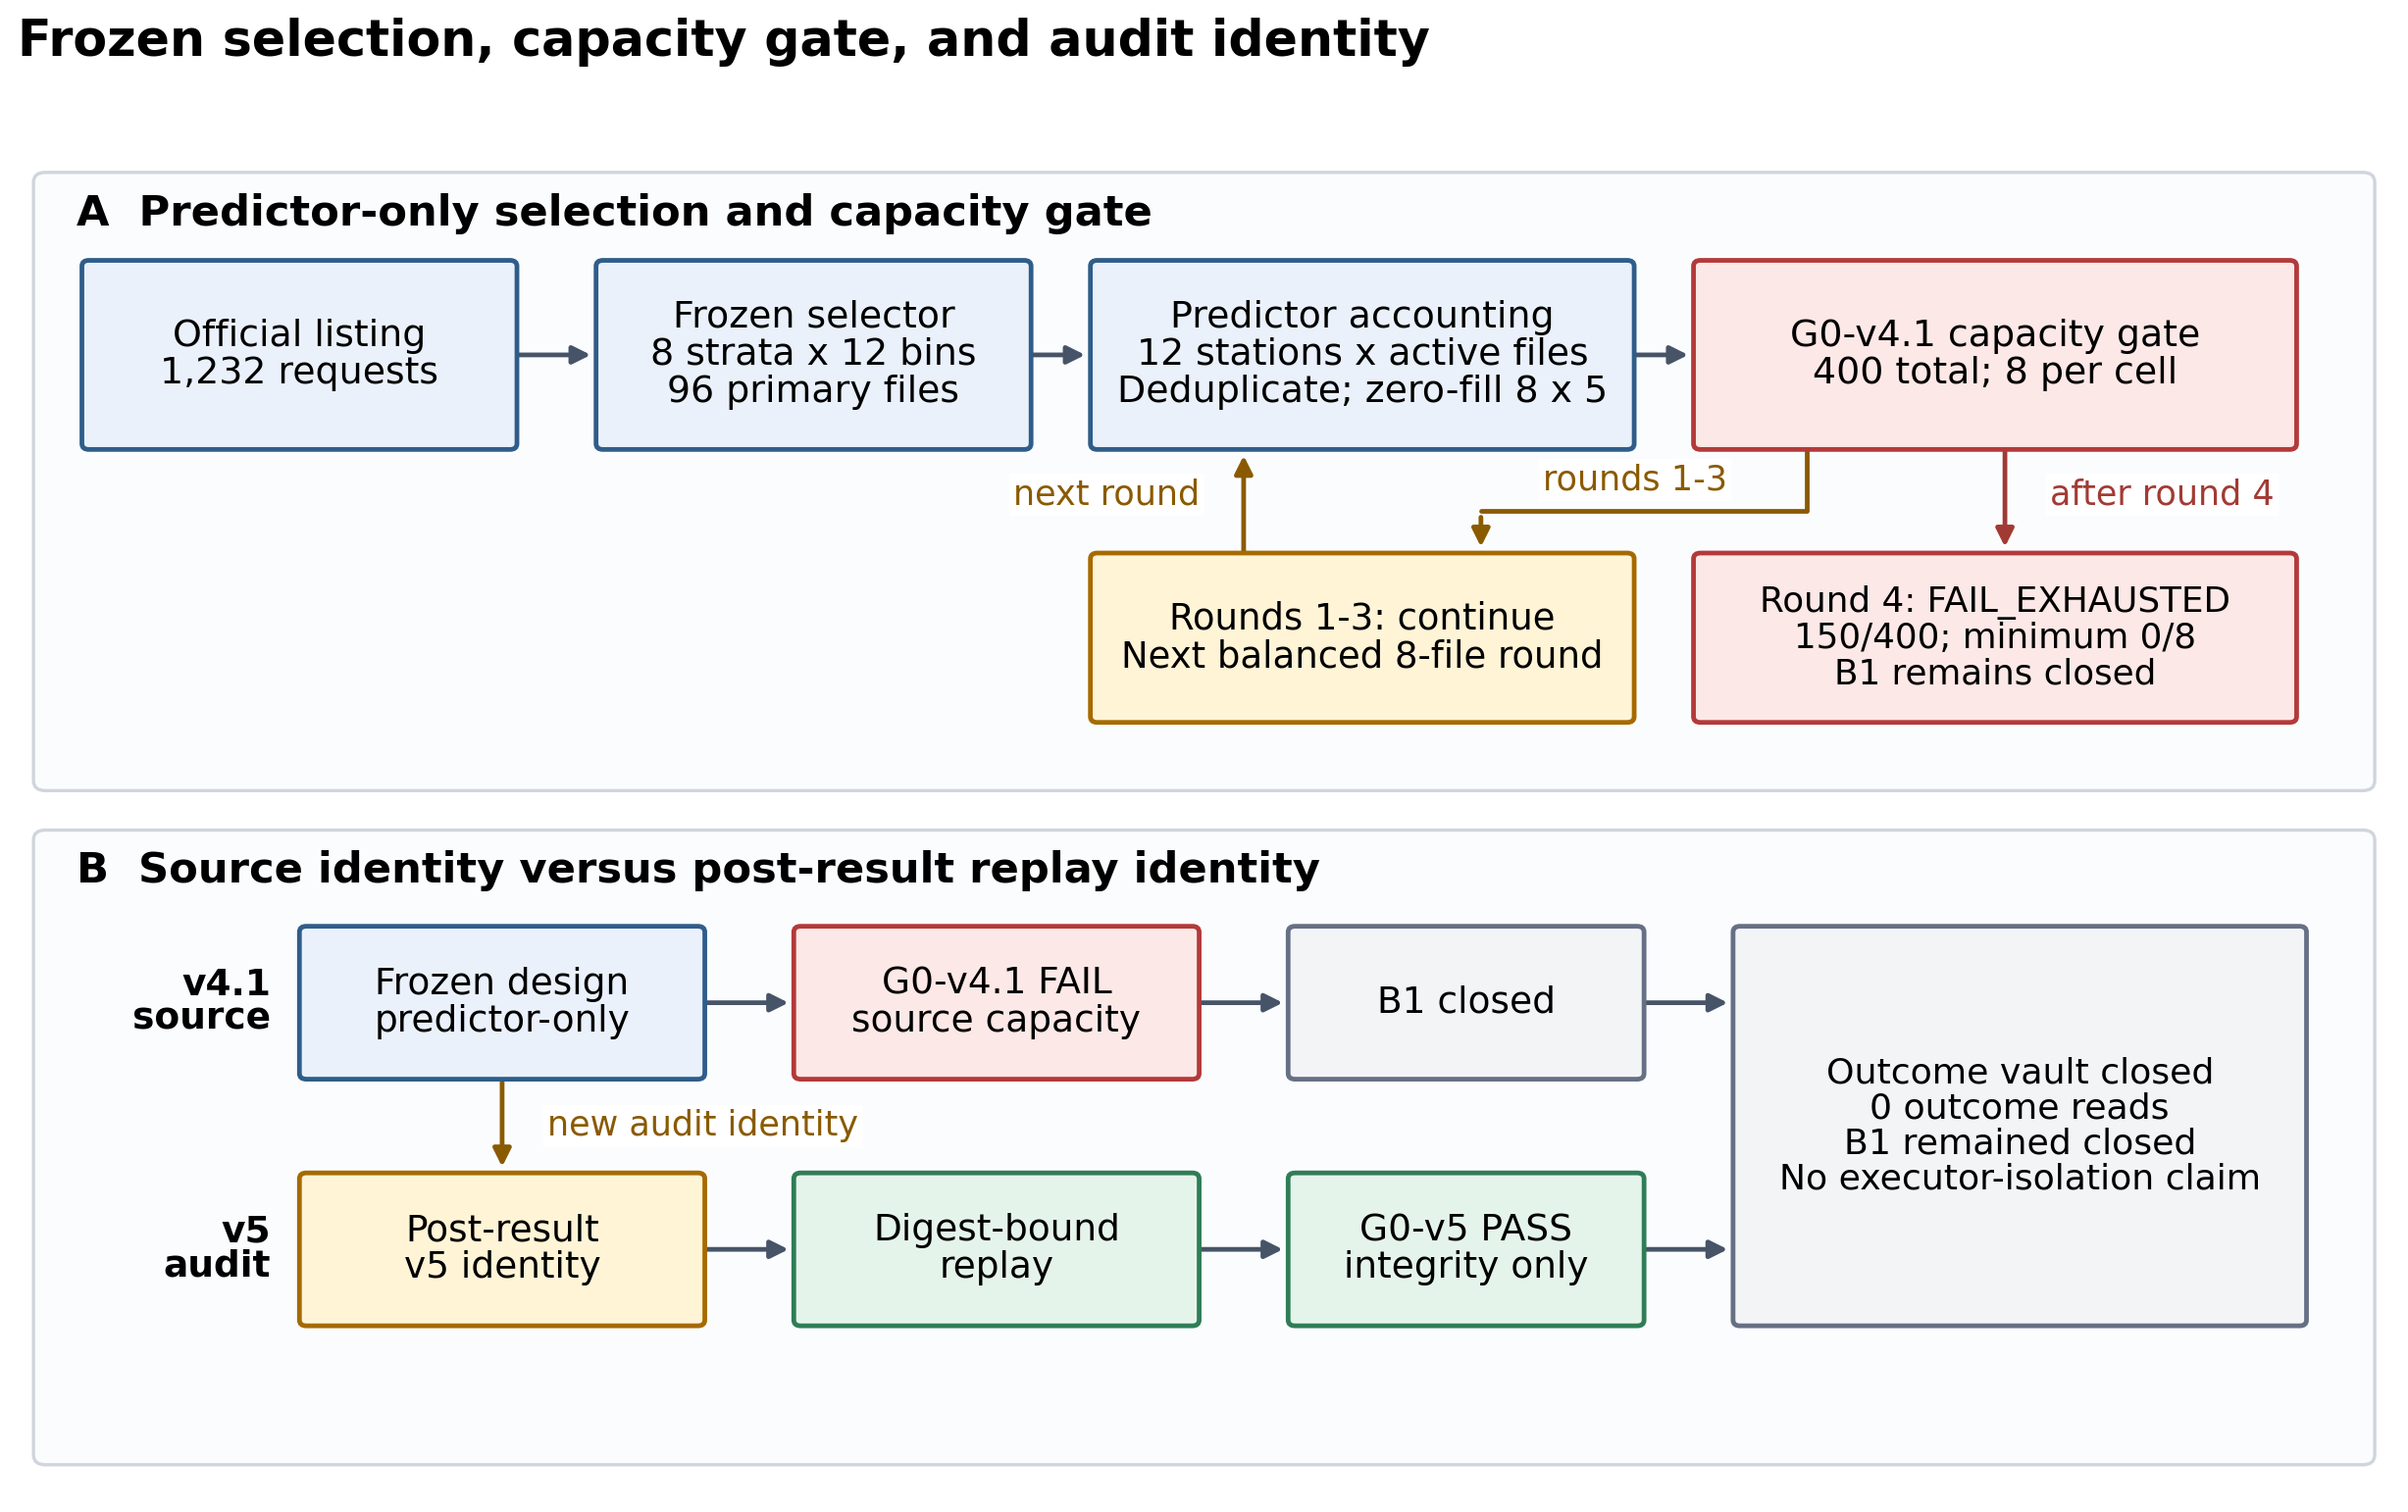 Frozen selection, capacity gate, and audit identity
A Predictor-only selection and capacity gate
Official listing
1,232 requests
Frozen selector
8 strata x 12 bins
96 primary files
Predictor accounting
12 stations x active files
Deduplicate; zero-fill 8 x 5
G0-v4.1 capacity gate
400 total; 8 per cell
next round
rounds 1-3
after round 4
Rounds 1-3: continue
Next balanced 8-file round
Round 4: FAIL_EXHAUSTED
150/400; minimum 0/8
B1 remains closed
B Source identity versus post-result replay identity
v4.1
source
Frozen design
predictor-only
G0-v4.1 FAIL
source capacity
B1 closed
Outcome vault closed
0 outcome reads
B1 remained closed
No executor-isolation claim
new audit identity
v5
audit
Post-result
v5 identity
Digest-bound
replay
G0-v5 PASS
integrity only